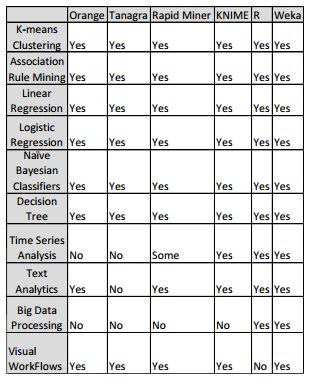 Orange Tanagra Rapid Miner KNIME R Weka
K-means
Clustering Yes Yes Yes Yes Yes Yes
Association
Rule Mining Yes Yes Yes Yes Yes Yes
Linear
Regression Yes Yes Yes Yes Yes Yes
Logistic
Regression Yes Yes Yes Yes Yes Yes
Naïve
Bayesian
Classifiers Yes Yes Yes Yes Yes Yes
Decision
Tree Yes Yes Yes Yes Yes Yes
Time Series
Analysis No No Some Yes Yes Yes
Text
Analytics Yes No Yes Yes Yes Yes
Big Data
Processing No No No No Yes Yes
Visual
WorkFlows Yes Yes Yes Yes No Yes